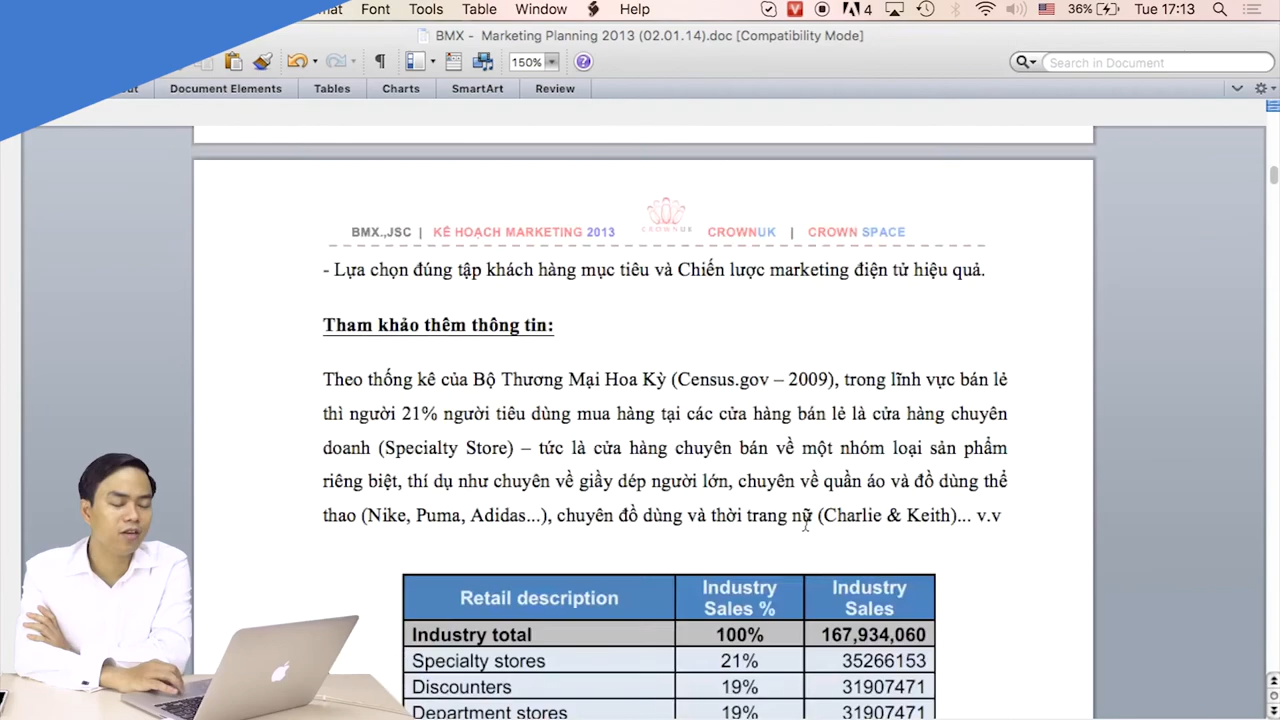 Font Tools Table Window Help 4 36% Tue 17:13
BMX - Marketing Planning 2013 (02.01.14).doc [Compatibility Mode]
150% Search in Document
Document Elements Tables Charts SmartArt Review
BMX.,JSC | KẾ HOẠCH MARKETING 2013 CROWNUK CROWNUK | CROWN SPACE
- Lựa chọn đúng tập khách hàng mục tiêu và Chiến lược marketing điện tử hiệu quả.
Tham khảo thêm thông tin:
Theo thống kê của Bộ Thương Mại Hoa Kỳ (Census.gov – 2009), trong lĩnh vực bán lẻ
thì người 21% người tiêu dùng mua hàng tại các cửa hàng bán lẻ là cửa hàng chuyên
doanh (Specialty Store) – tức là cửa hàng chuyên bán về một nhóm loại sản phẩm
riêng biệt, thí dụ như chuyên về giầy dép người lớn, chuyên về quần áo và đồ dùng thể
thao (Nike, Puma, Adidas...), chuyên đồ dùng và thời trang nữ (Charlie & Keith)... v.v
Retail description Industry Sales % Industry Sales
Industry total 100% 167,934,060
Specialty stores 21% 35266153
Discounters 19% 31907471
Department stores 19% 31907471